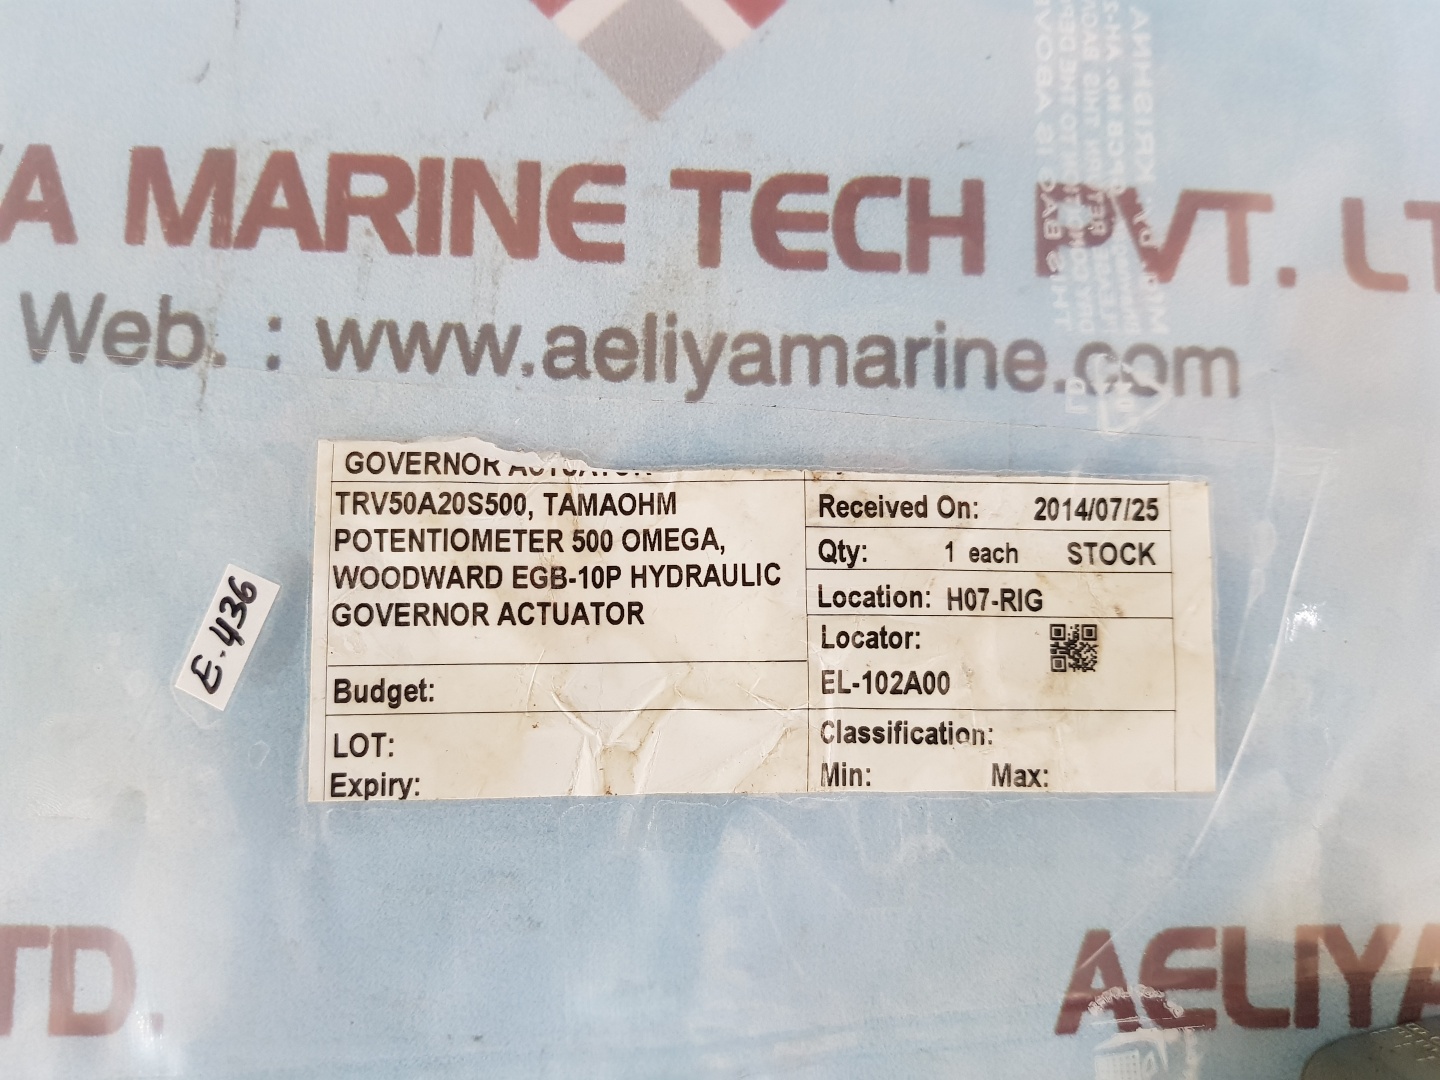 YA MARINE TECH PVT. LT
Web. : www.aeliyamarine.com
GOVERNOR ACTUATOR
TRV50A20S500, TAMAOHM
POTENTIOMETER 500 OMEGA,
WOODWARD EGB-10P HYDRAULIC
GOVERNOR ACTUATOR
Budget:
LOT:
Expiry:
Received On: 2014/07/25
Qty: 1 each STOCK
Location: H07-RIG
Locator:
EL-102A00
Classification:
Min: Max:
E-436
TD.
AELIYA